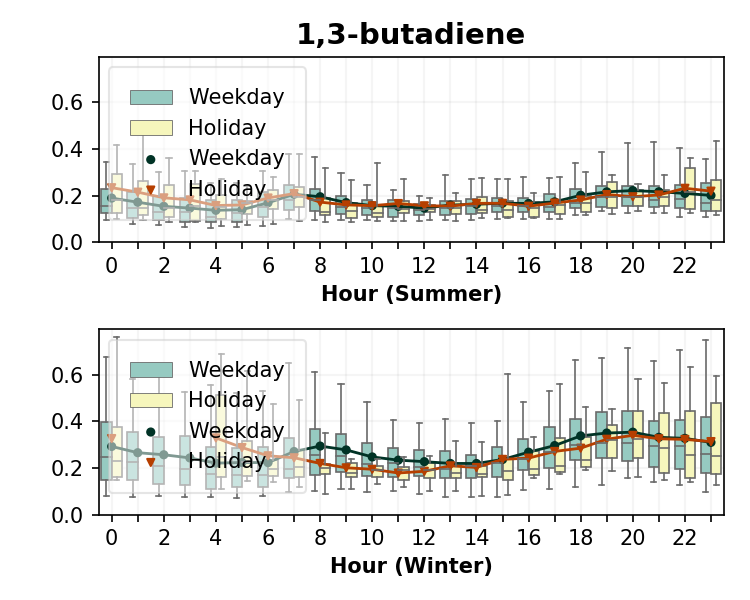 1,3-butadiene
0.6
0.4
0.2
0.0
Weekday
Holiday
Weekday
Holiday
0 2 4 6 8 10 12 14 16 18 20 22
Hour (Summer)
0.6
0.4
0.2
0.0
Weekday
Holiday
Weekday
Holiday
0 2 4 6 8 10 12 14 16 18 20 22
Hour (Winter)